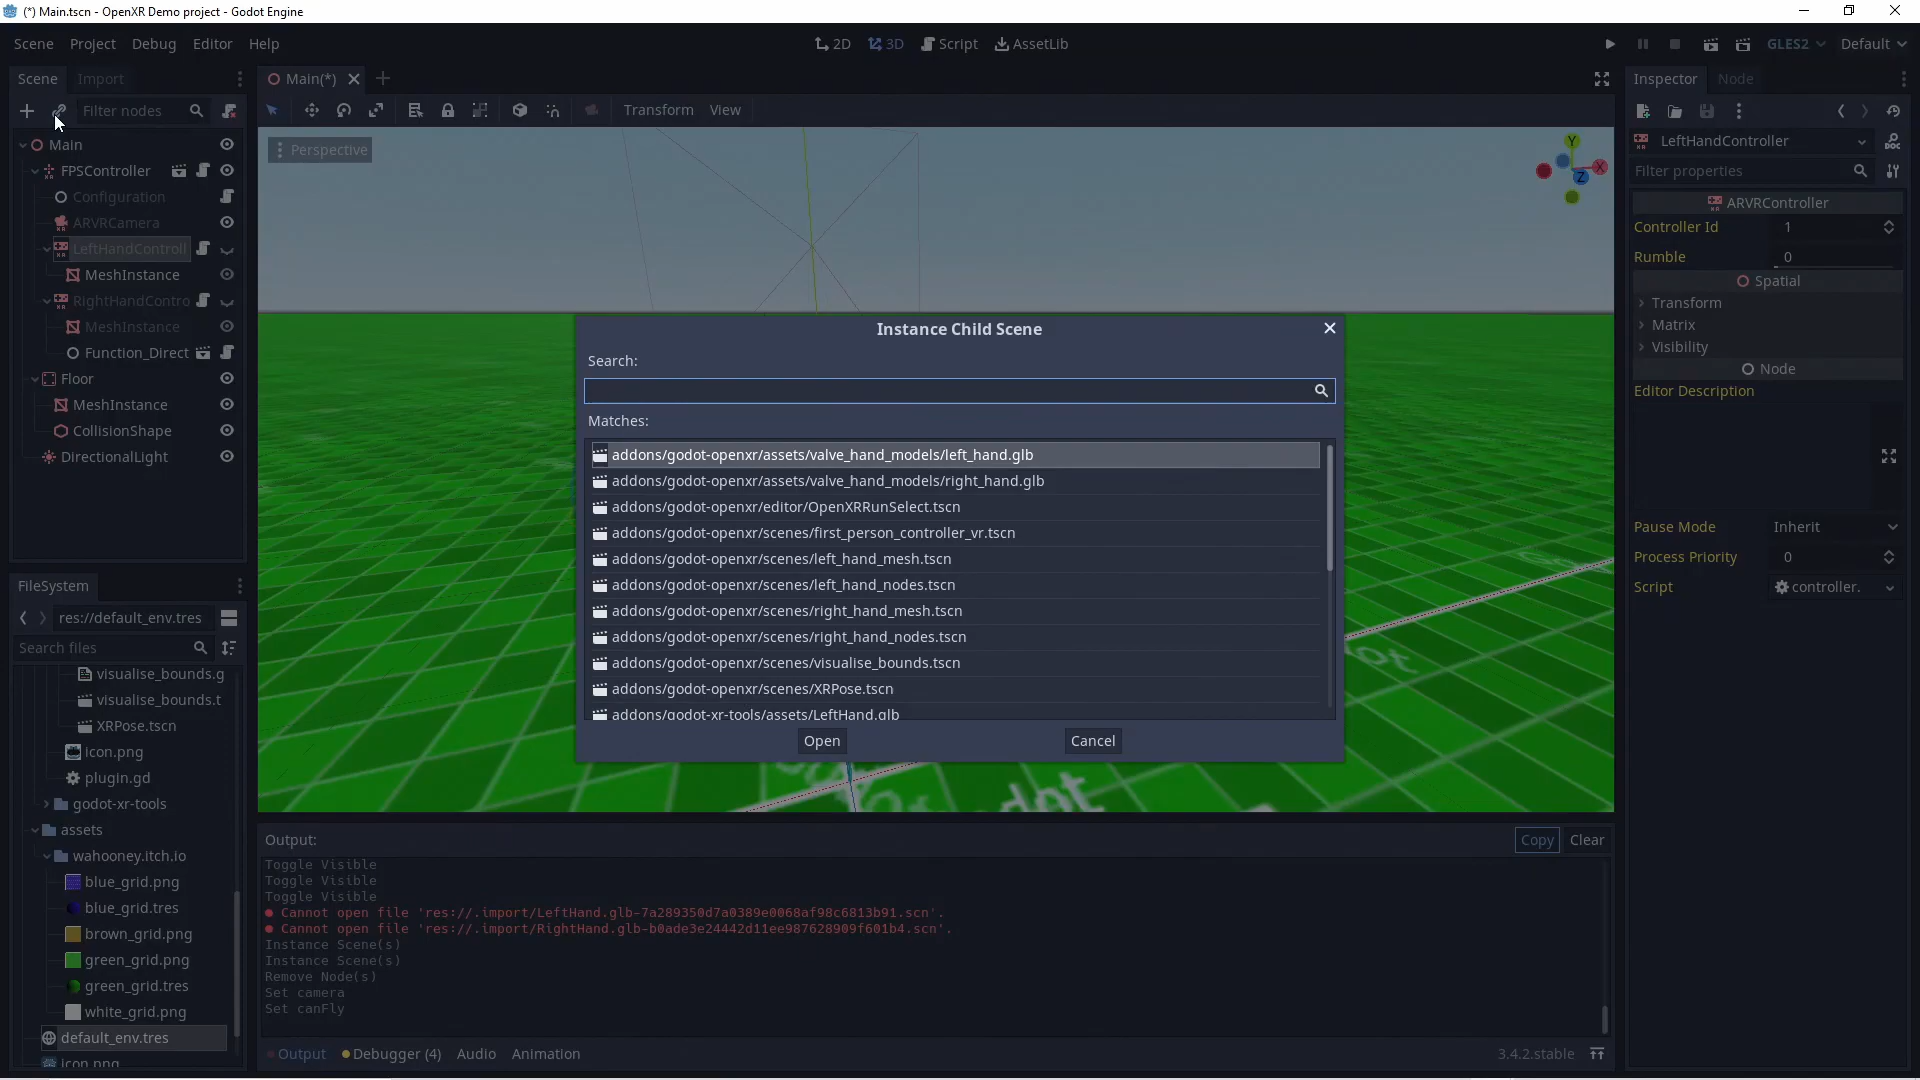 (*) Main.tscn - OpenXR Demo project - Godot Engine
Scene Project Debug Editor Help
2D 3D Script AssetLib
GLES2 Default
Scene Import
Main(*)
Inspector Node
Filter nodes
Transform View
Main
FPSController
Configuration
ARVRCamera
LeftHandControll
MeshInstance
RightHandContro
MeshInstance
Function_Direct
Floor
MeshInstance
CollisionShape
DirectionalLight
Perspective
Y
X
Z
Instance Child Scene
Search:
Matches:
addons/godot-openxr/assets/valve_hand_models/left_hand.glb
addons/godot-openxr/assets/valve_hand_models/right_hand.glb
addons/godot-openxr/editor/OpenXRRunSelect.tscn
addons/godot-openxr/scenes/first_person_controller_vr.tscn
addons/godot-openxr/scenes/left_hand_mesh.tscn
addons/godot-openxr/scenes/left_hand_nodes.tscn
addons/godot-openxr/scenes/right_hand_mesh.tscn
addons/godot-openxr/scenes/right_hand_nodes.tscn
addons/godot-openxr/scenes/visualise_bounds.tscn
addons/godot-openxr/scenes/XRPose.tscn
addons/godot-xr-tools/assets/LeftHand.glb
Open Cancel
LeftHandController
Filter properties
ARVRController
Controller Id 1
Rumble 0
Spatial
Transform
Matrix
Visibility
Node
Editor Description
Pause Mode Inherit
Process Priority 0
Script controller.
FileSystem
res://default_env.tres
Search files
visualise_bounds.g
visualise_bounds.t
XRPose.tscn
icon.png
plugin.gd
godot-xr-tools
assets
wahooney.itch.io
blue_grid.png
blue_grid.tres
brown_grid.png
green_grid.png
green_grid.tres
white_grid.png
default_env.tres
icon.png
Output:
Copy Clear
Toggle Visible
Toggle Visible
Toggle Visible
Cannot open file 'res://.import/LeftHand.glb-7a289350d7a0389e0068af98c6813b91.scn'.
Cannot open file 'res://.import/RightHand.glb-b0ade3e24442d11ee987628909f601b4.scn'.
Instance Scene(s)
Instance Scene(s)
Remove Node(s)
Set camera
Set canFly
Output Debugger (4) Audio Animation
3.4.2.stable